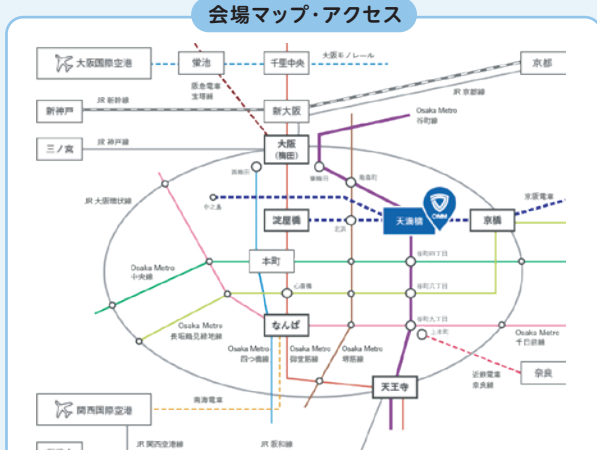 会場マップ・アクセス
大阪国際空港
蛍池
千里中央
大阪モノレール
京都
阪急電車
宝塚線
JR 新幹線
JR 京都線
新神戸
新大阪
Osaka Metro
谷町線
三ノ宮
JR 神戸線
大阪
(梅田)
西梅田
東梅田
南森町
JR 大阪環状線
中之島
淀屋橋
北浜
天満橋
OMM
京橋
京阪電車
本町
谷町四丁目
Osaka Metro
中央線
心斎橋
谷町六丁目
Osaka Metro
長堀鶴見緑地線
なんば
谷町九丁目
上本町
Osaka Metro
千日前線
Osaka Metro
四つ橋線
Osaka Metro
御堂筋線
Osaka Metro
堺筋線
近鉄電車
奈良線
奈良
天王寺
関西国際空港
南海電車
JR 関西空港線
JR 阪和線